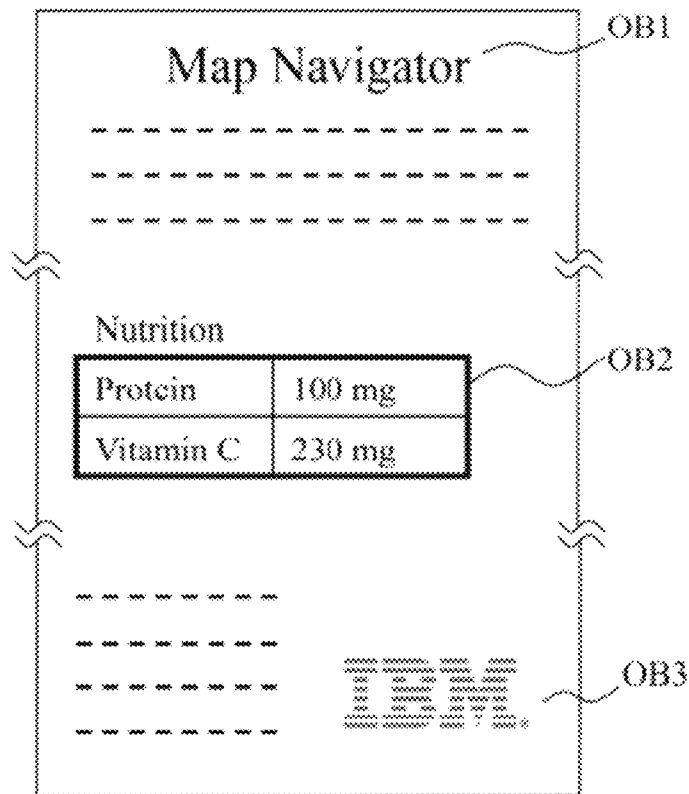 OB1
Map Navigator
Nutrition
OB2
Protein 100 mg
Vitamin C 230 mg
IBM.
OB3